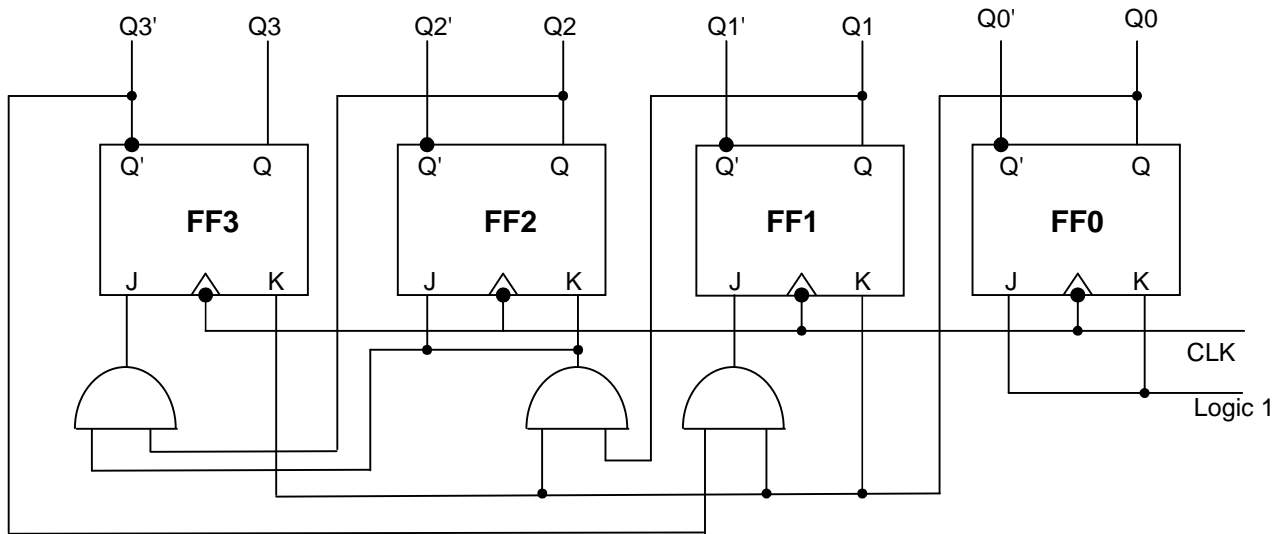 Q3' Q3 Q2' Q2 Q1' Q1 Q0' Q0
Q' Q Q' Q Q' Q Q' Q
FF3 FF2 FF1 FF0
J K J K J K J K
CLK
Logic 1